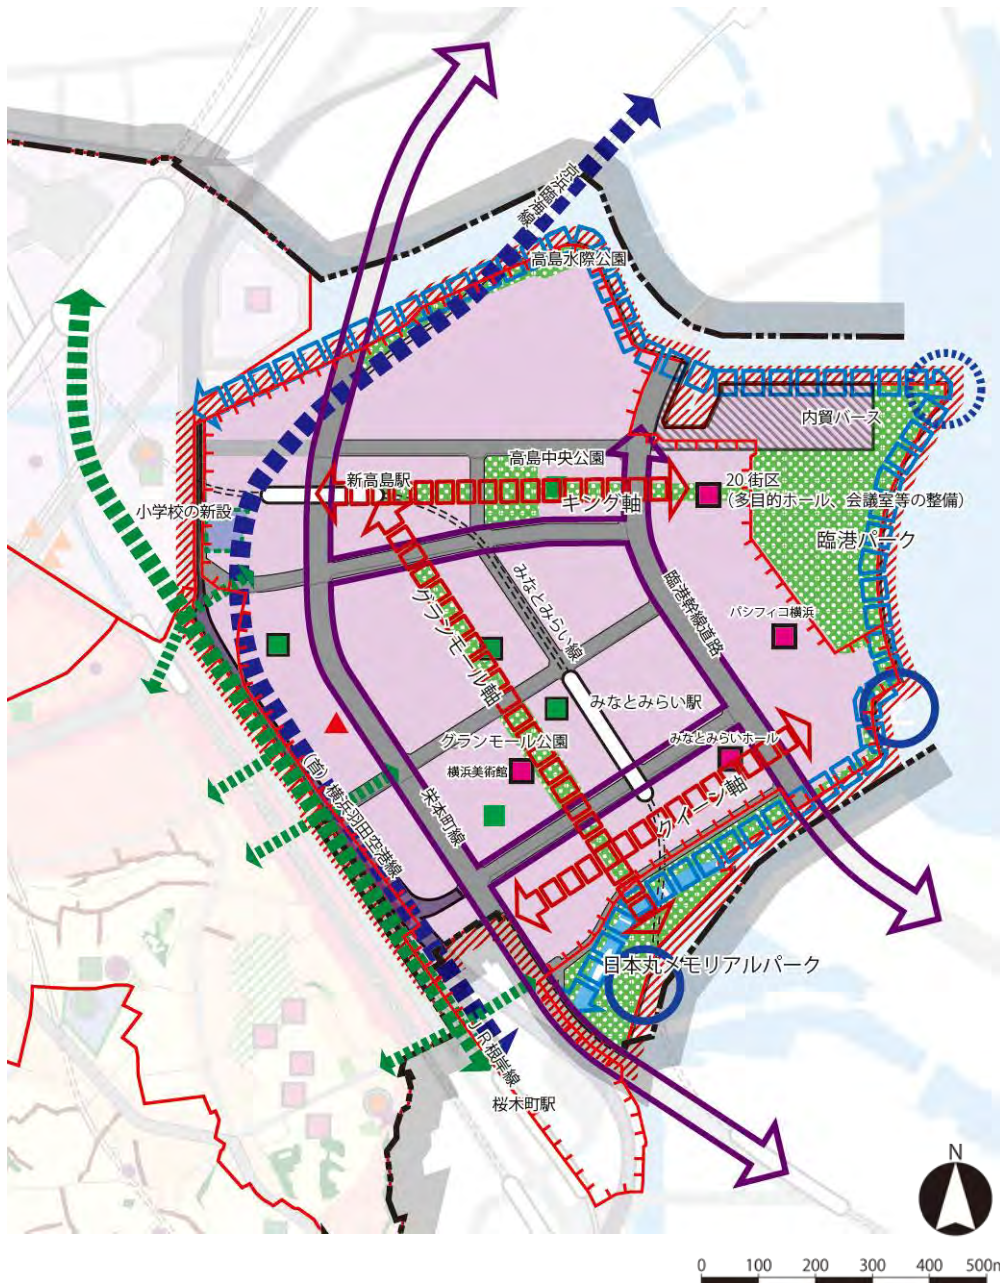 京浜臨海線
高島水際公園
内貿バース
高島中央公園
新高島駅
20 街区
(多目的ホール、会議室等の整備)
キング軸
小学校の新設
臨港パーク
みなとみらい線
臨港幹線道路
パシフィコ横浜
グランモール軸
みなとみらい駅
グランモール公園
みなとみらいホール
横浜美術館
クイーン軸
栄本町線
(首)横浜羽田空港線
日本丸メモリアルパーク
JR根岸線
桜木町駅
N
0 100 200 300 400 500m